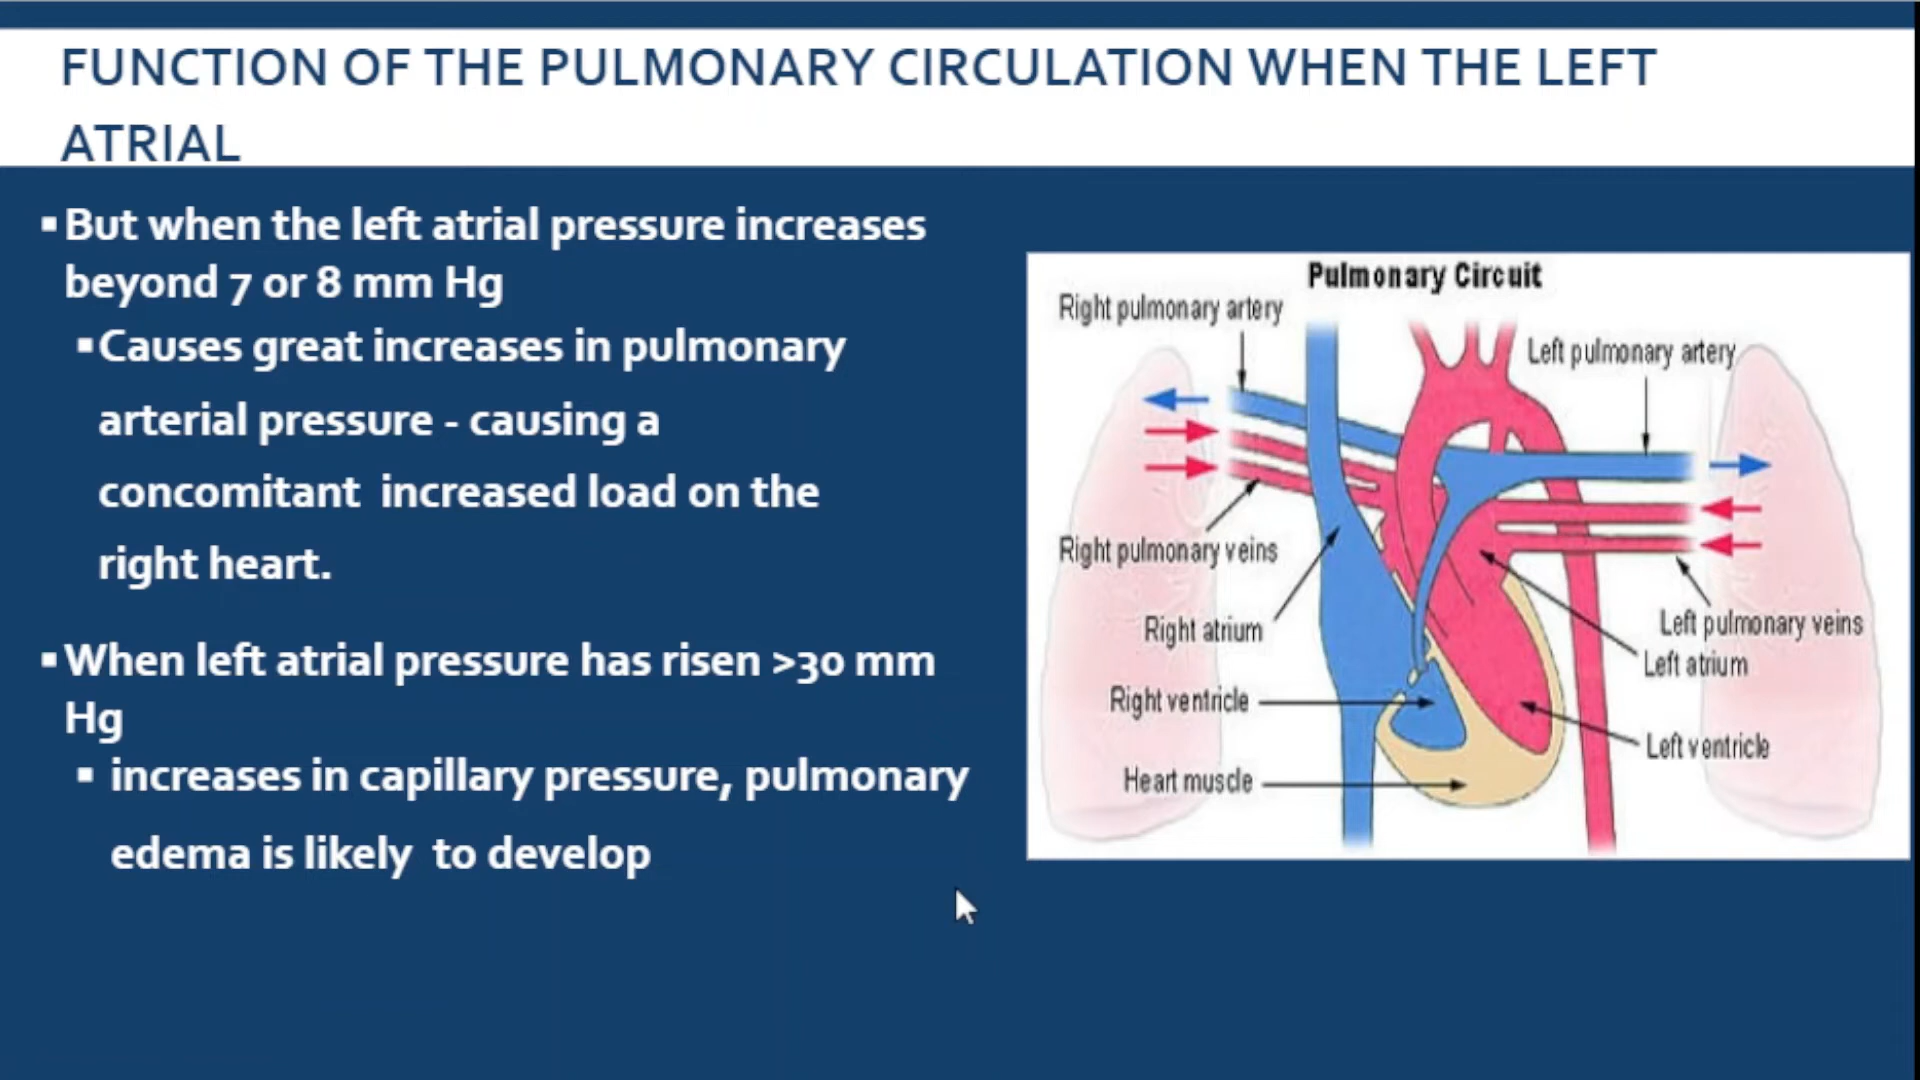 FUNCTION OF THE PULMONARY CIRCULATION WHEN THE LEFT
ATRIAL
▪But when the left atrial pressure increases
beyond 7 or 8 mm Hg
▪Causes great increases in pulmonary
arterial pressure - causing a
concomitant increased load on the
right heart.
▪When left atrial pressure has risen >30 mm
Hg
▪ increases in capillary pressure, pulmonary
edema is likely to develop
Pulmonary Circuit
Right pulmonary artery
Left pulmonary artery
Right pulmonary veins
Right atrium
Left pulmonary veins
Left atrium
Right ventricle
Left ventricle
Heart muscle